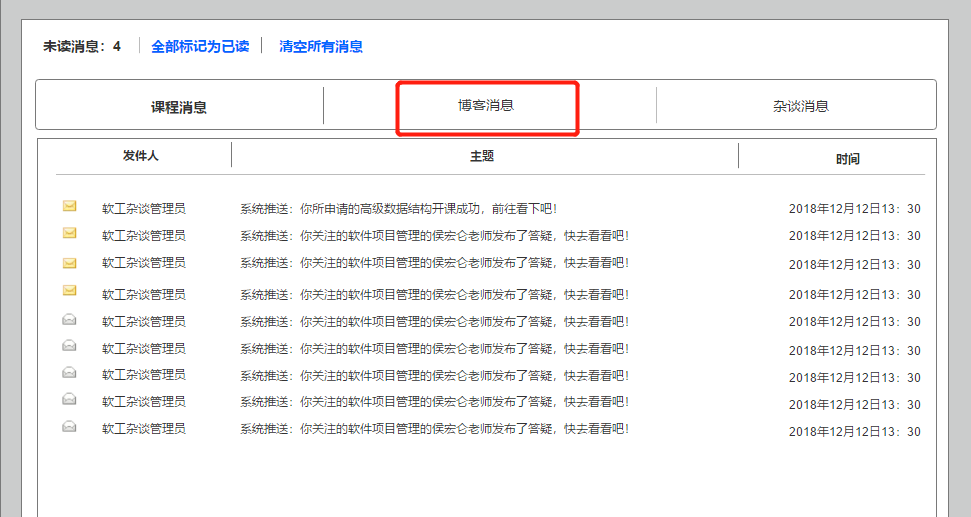 未读消息：4 全部标记为已读 清空所有消息
课程消息 博客消息 杂谈消息
发件人 主题 时间
软工杂谈管理员 系统推送：你所申请的高级数据结构开课成功，前往看下吧！ 2018年12月12日13：30
软工杂谈管理员 系统推送：你关注的软件项目管理的侯宏仑老师发布了答疑，快去看看吧！ 2018年12月12日13：30
软工杂谈管理员 系统推送：你关注的软件项目管理的侯宏仑老师发布了答疑，快去看看吧！ 2018年12月12日13：30
软工杂谈管理员 系统推送：你关注的软件项目管理的侯宏仑老师发布了答疑，快去看看吧！ 2018年12月12日13：30
软工杂谈管理员 系统推送：你关注的软件项目管理的侯宏仑老师发布了答疑，快去看看吧！ 2018年12月12日13：30
软工杂谈管理员 系统推送：你关注的软件项目管理的侯宏仑老师发布了答疑，快去看看吧！ 2018年12月12日13：30
软工杂谈管理员 系统推送：你关注的软件项目管理的侯宏仑老师发布了答疑，快去看看吧！ 2018年12月12日13：30
软工杂谈管理员 系统推送：你关注的软件项目管理的侯宏仑老师发布了答疑，快去看看吧！ 2018年12月12日13：30
软工杂谈管理员 系统推送：你关注的软件项目管理的侯宏仑老师发布了答疑，快去看看吧！ 2018年12月12日13：30